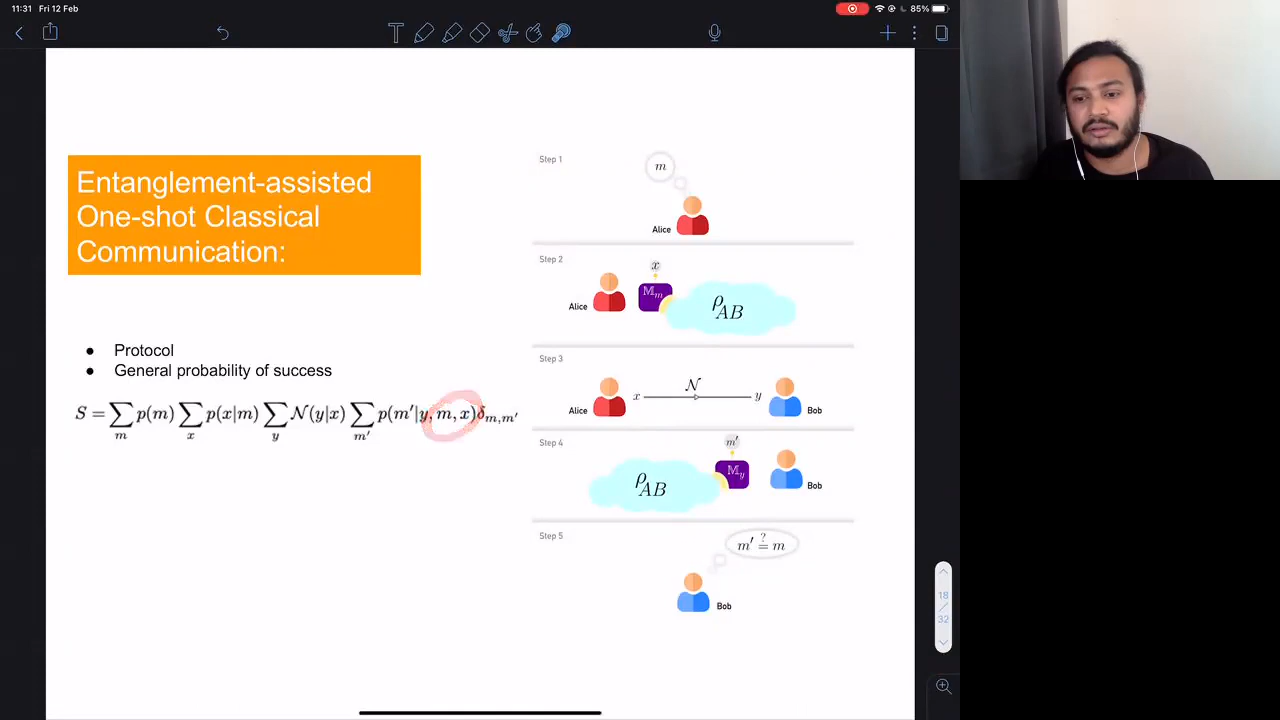 11:31 Fri 12 Feb
85%
Entanglement-assisted
One-shot Classical
Communication:
● Protocol
● General probability of success
S = ∑_m p(m) ∑_x p(x|m) ∑_y 𝒩(y|x) ∑_{m'} p(m'|y, m, x)δ_{m,m'}
Step 1
m
Alice
Step 2
x
Alice
𝕄_m
ρ_AB
Step 3
𝒩
x
y
Alice
Bob
Step 4
m'
ρ_AB
𝕄_y
Bob
Step 5
m' ?= m
Bob
18
/
32